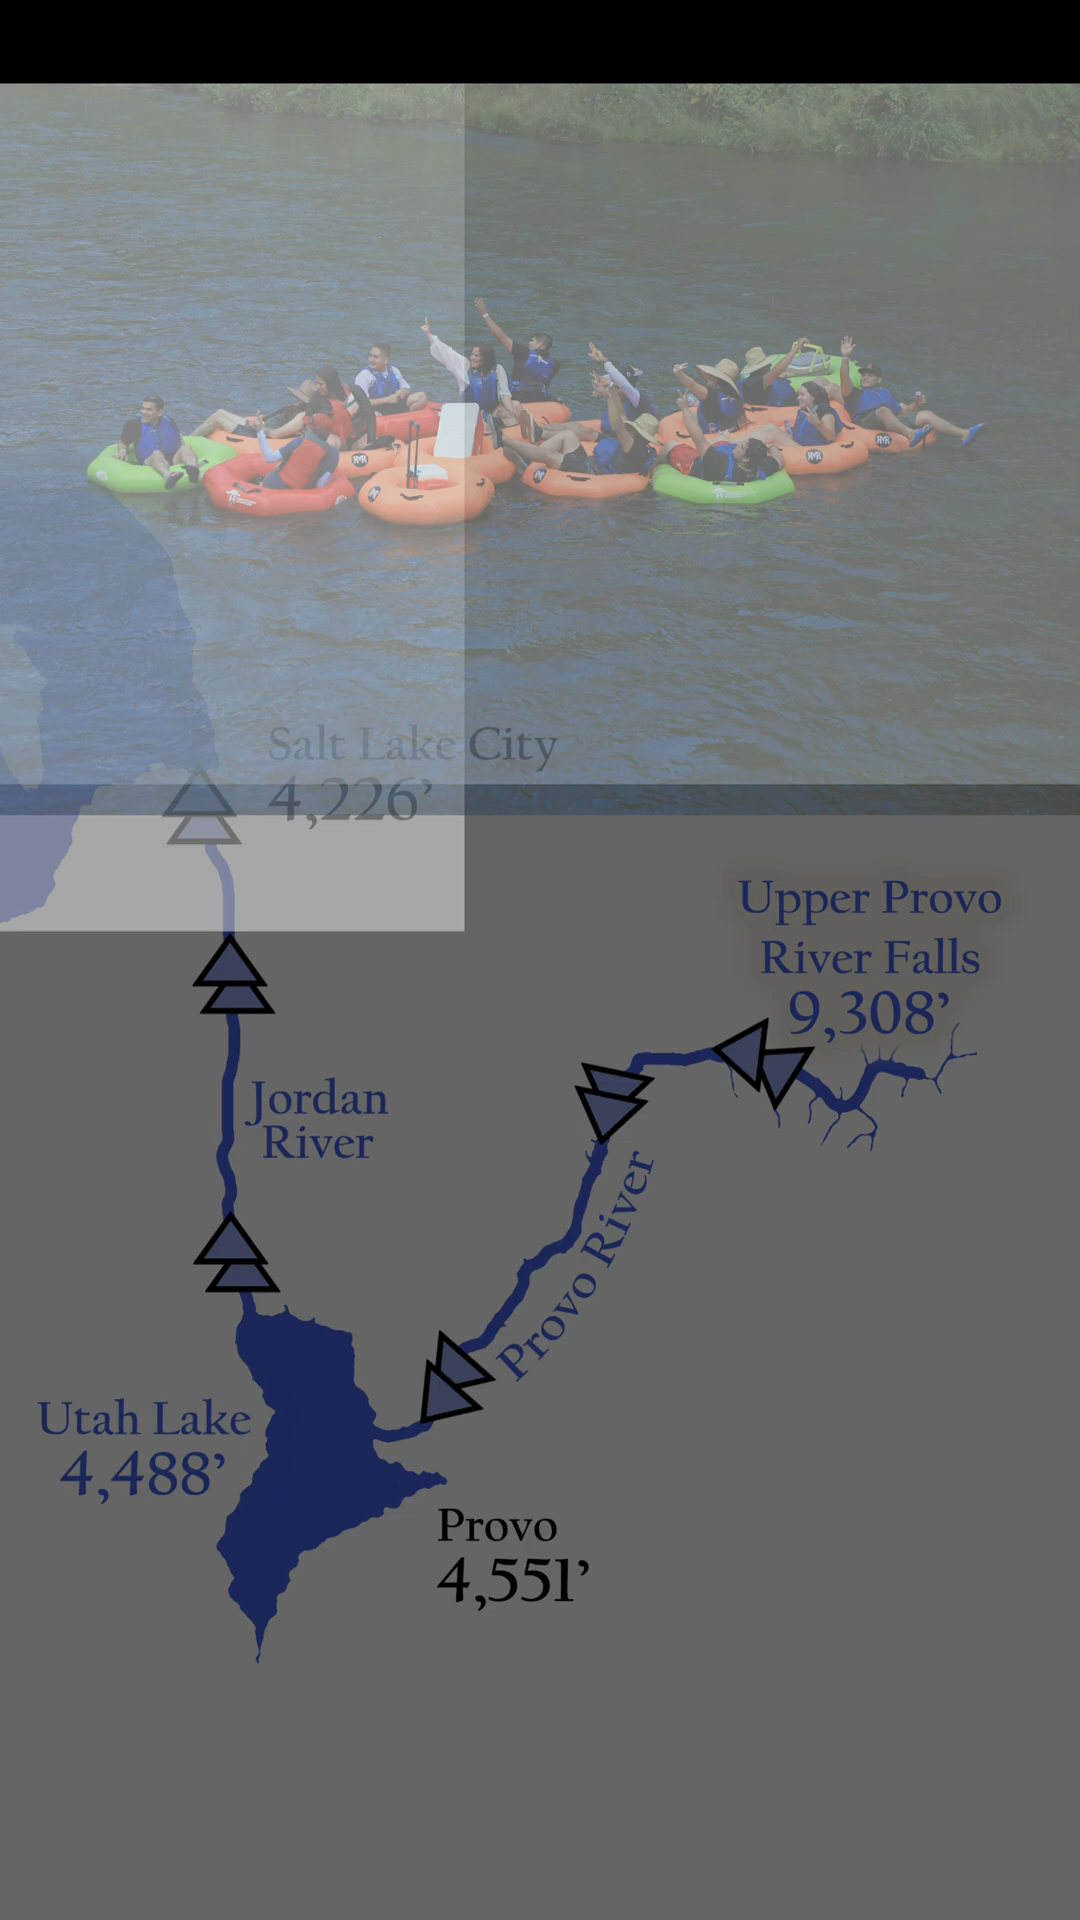 Salt Lake City
4,226’
Upper Provo
River Falls
9,308’
Jordan
River
Provo River
Utah Lake
4,488’
Provo
4,551’